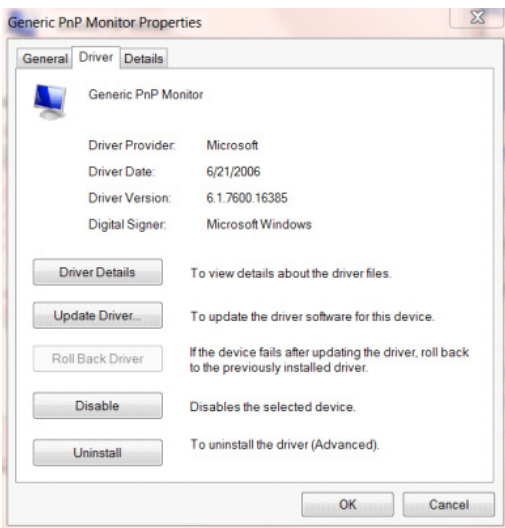 Generic PnP Monitor Properties
General Driver Details
Generic PnP Monitor
Driver Provider: Microsoft
Driver Date: 6/21/2006
Driver Version: 6.1.7600.16385
Digital Signer: Microsoft Windows
Driver Details To view details about the driver files.
Update Driver... To update the driver software for this device.
Roll Back Driver If the device fails after updating the driver, roll back
to the previously installed driver.
Disable Disables the selected device.
Uninstall To uninstall the driver (Advanced).
OK Cancel